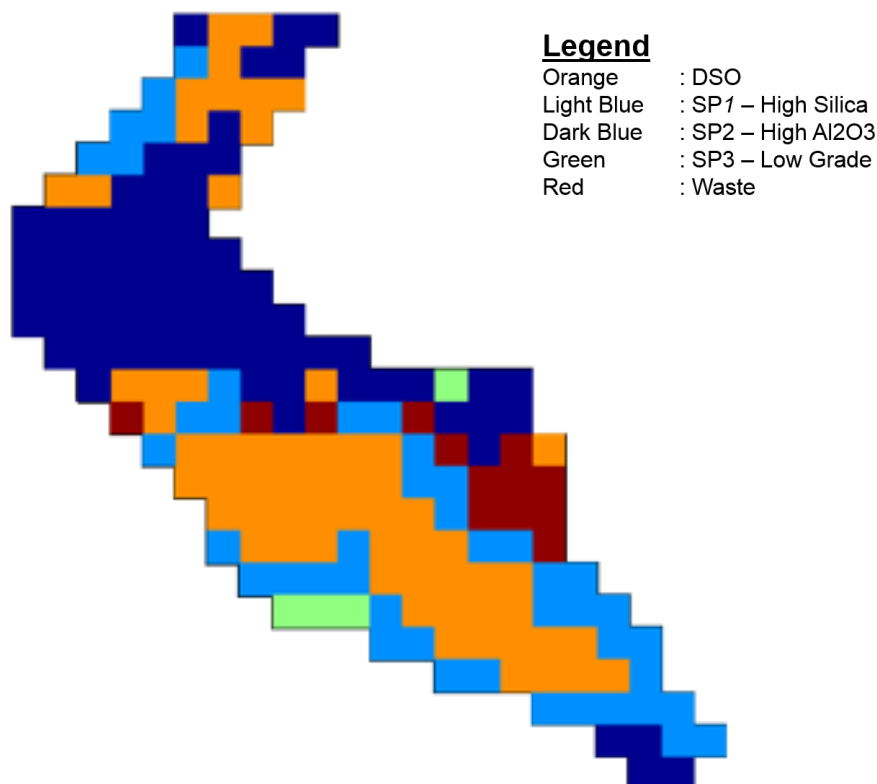 Legend
Orange : DSO
Light Blue : SP1 – High Silica
Dark Blue : SP2 – High Al2O3
Green : SP3 – Low Grade
Red : Waste